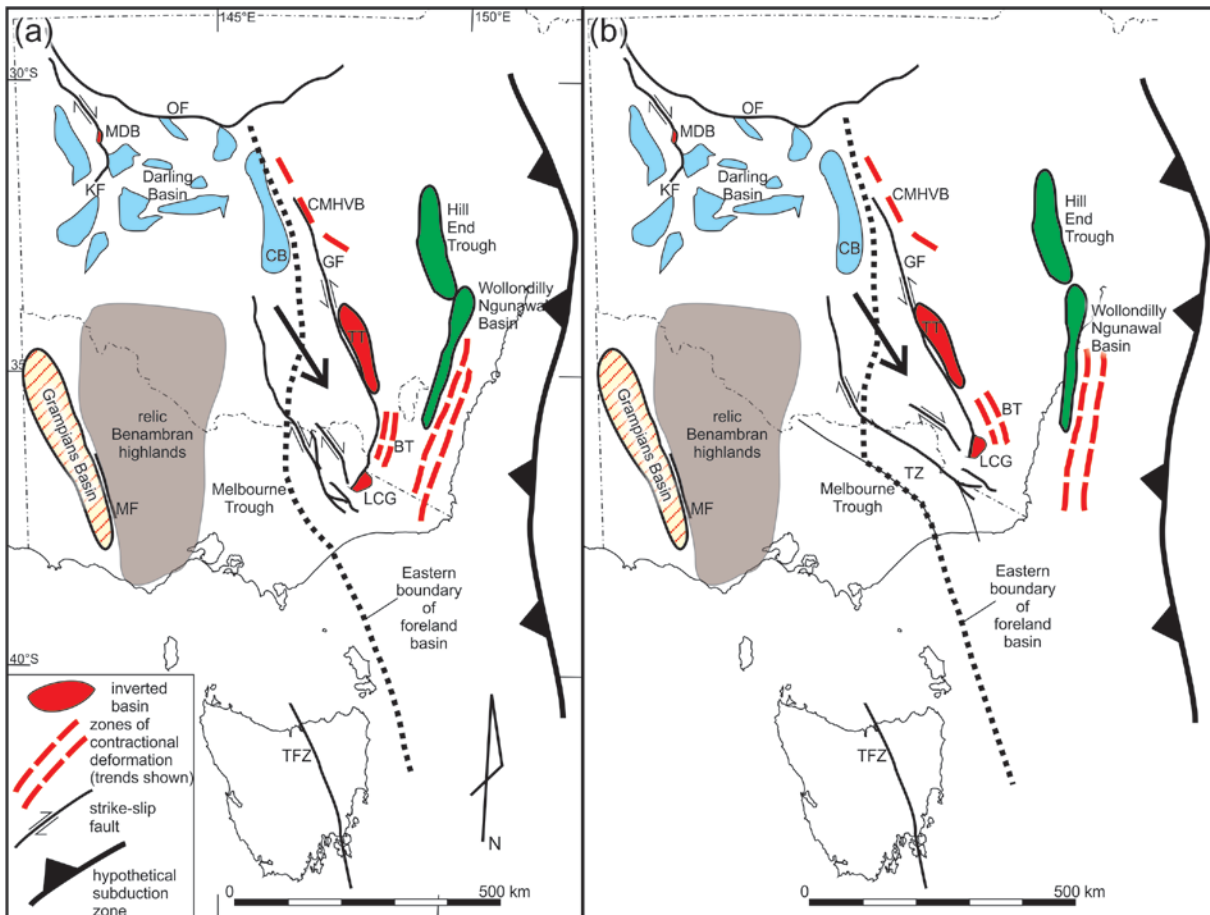 (a)
145°E
150°E
30°S
OF
MDB
Darling
Basin
KF
CMHVB
CB
GF
Hill
End
Trough
Wollondilly
Ngunawal
Basin
TT
35°S
Grampians Basin
relic
Benambran
highlands
BT
MF
Melbourne
Trough
LCG
Eastern
boundary
of
foreland
basin
40°S
inverted
basin
zones of
contractional
deformation
(trends shown)
strike-slip
fault
hypothetical
subduction
zone
TFZ
N
0
500 km
(b)
OF
MDB
Darling
Basin
KF
CMHVB
CB
GF
Hill
End
Trough
Wollondilly
Ngunawal
Basin
TT
Grampians Basin
relic
Benambran
highlands
BT
LCG
TZ
MF
Melbourne
Trough
Eastern
boundary
of
foreland
basin
TFZ
0
500 km